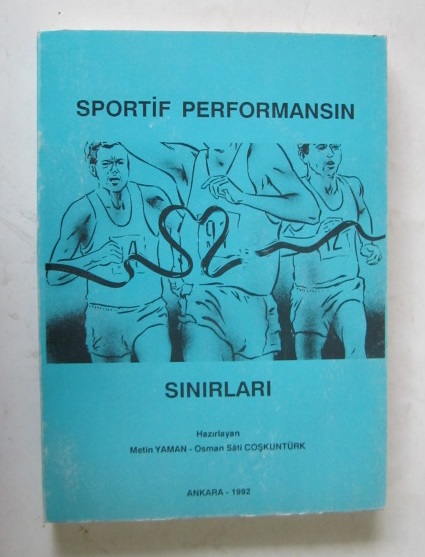 SPORTİF PERFORMANSIN
SINIRLARI
Hazırlayan
Metin YAMAN - Osman Sâti COŞKUNTÜRK
ANKARA - 1992